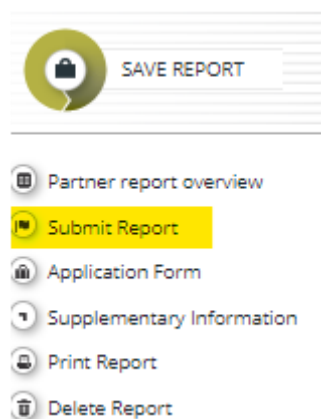 SAVE REPORT
Partner report overview
Submit Report
Application Form
Supplementary Information
Print Report
Delete Report